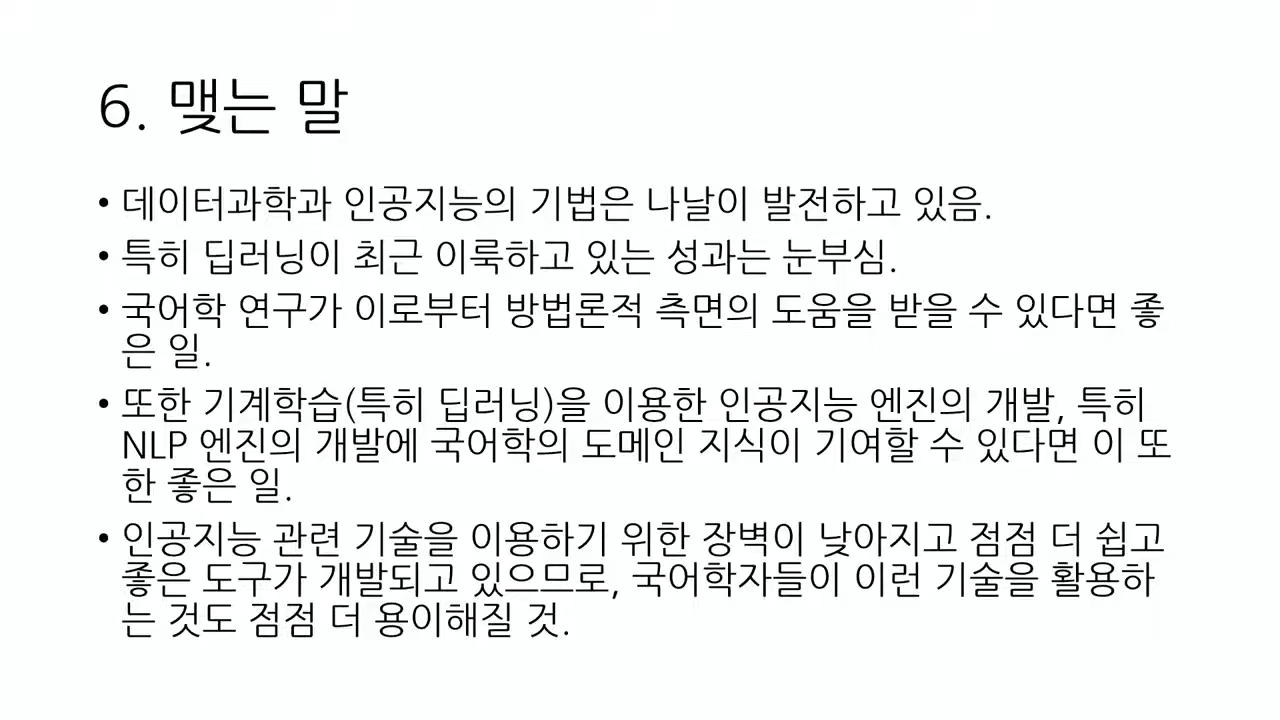 6. 맺는 말
• 데이터과학과 인공지능의 기법은 나날이 발전하고 있음.
• 특히 딥러닝이 최근 이룩하고 있는 성과는 눈부심.
• 국어학 연구가 이로부터 방법론적 측면의 도움을 받을 수 있다면 좋
은 일.
• 또한 기계학습(특히 딥러닝)을 이용한 인공지능 엔진의 개발, 특히
NLP 엔진의 개발에 국어학의 도메인 지식이 기여할 수 있다면 이 또
한 좋은 일.
• 인공지능 관련 기술을 이용하기 위한 장벽이 낮아지고 점점 더 쉽고
좋은 도구가 개발되고 있으므로, 국어학자들이 이런 기술을 활용하
는 것도 점점 더 용이해질 것.